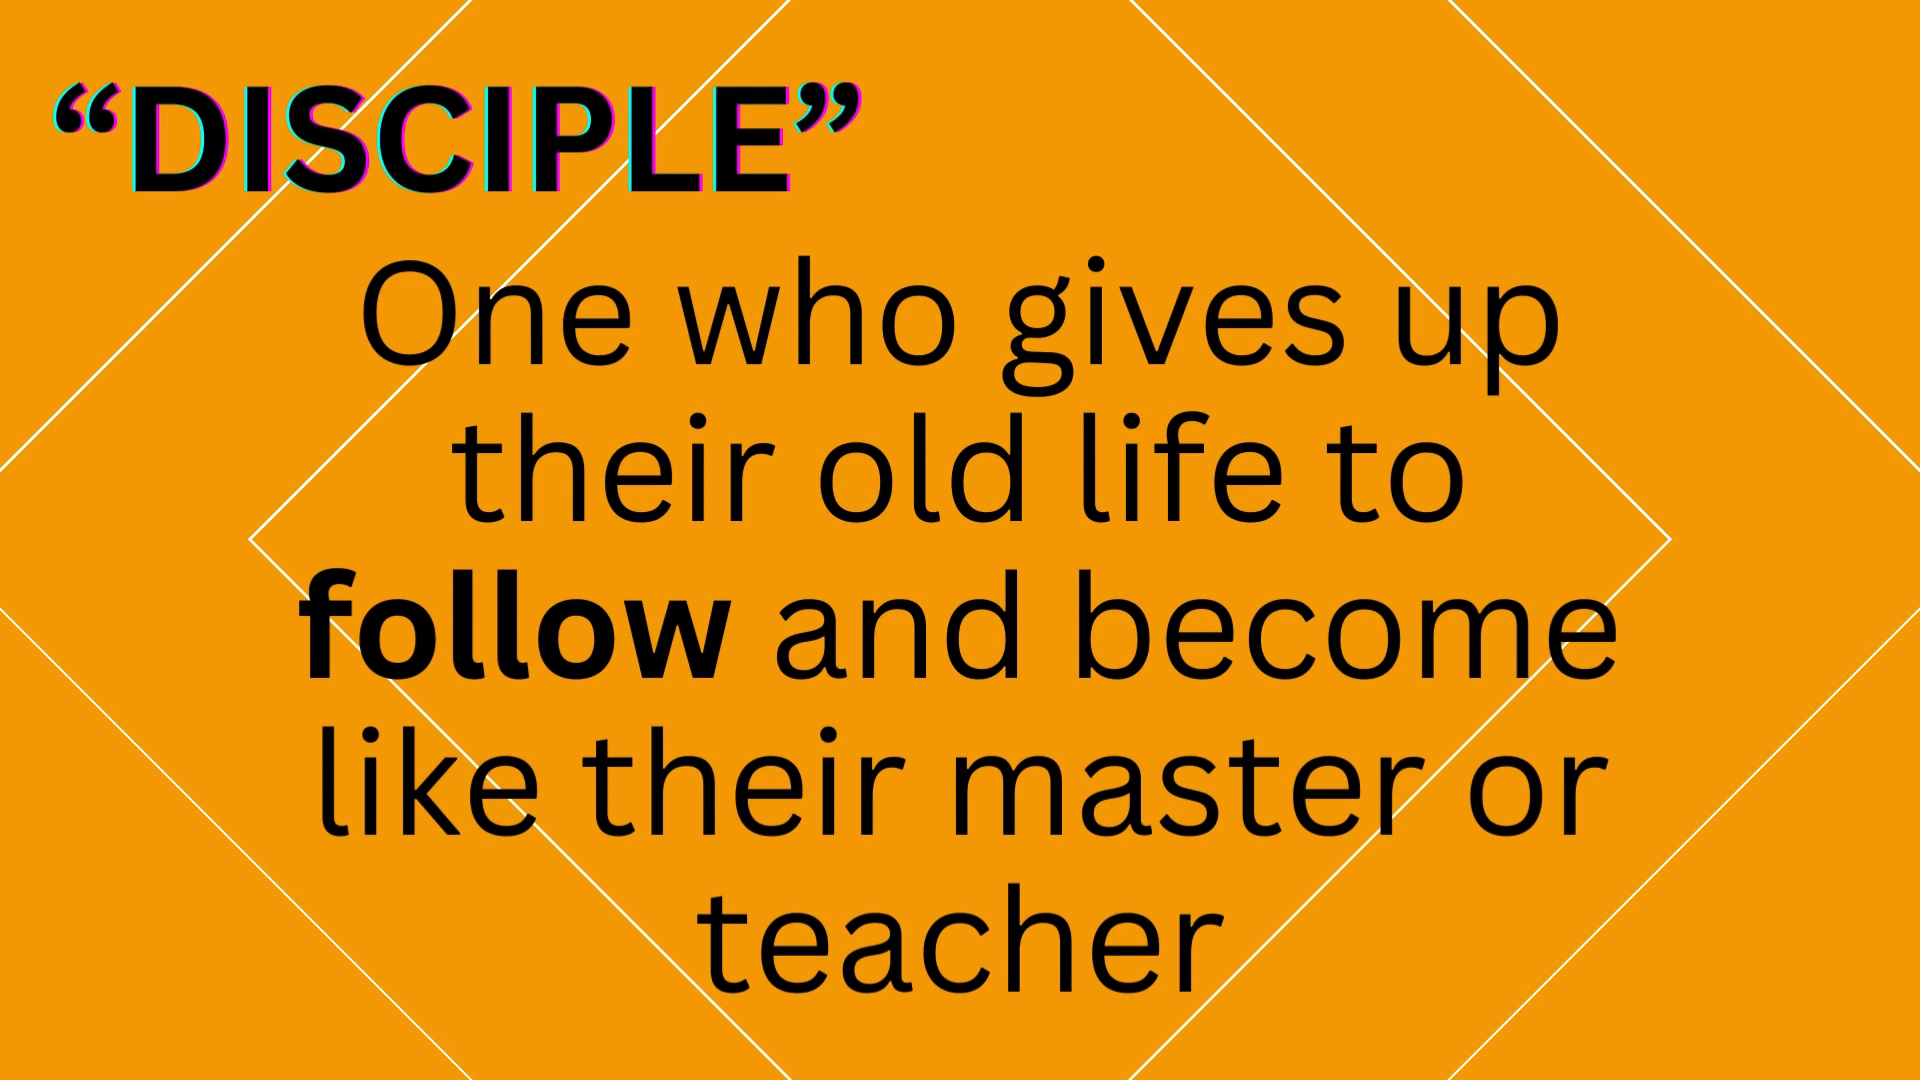 “DISCIPLE”
One who gives up
their old life to
follow and become
like their master or
teacher